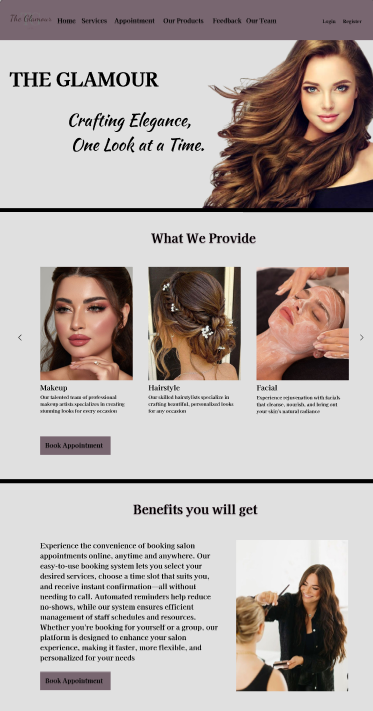 The Glamour Home Services Appointment Our Products Feedback Our Team Login Register
THE GLAMOUR
Crafting Elegance,
One Look at a Time.
What We Provide
Makeup
Our talented team of professional
makeup artists specializes in creating
stunning looks for every occasion
Hairstyle
Our skilled hairstylists specialize in
crafting beautiful, personalized looks
for any occasion
Facial
Experience rejuvenation with facials
that cleanse, nourish, and bring out
your skin's natural radiance
Book Appointment
Benefits you will get
Experience the convenience of booking salon
appointments online, anytime and anywhere. Our
easy-to-use booking system lets you select your
desired services, choose a time slot that suits you,
and receive instant confirmation—all without
needing to call. Automated reminders help reduce
no-shows, while our system ensures efficient
management of staff schedules and resources.
Whether you're booking for yourself or a group, our
platform is designed to enhance your salon
experience, making it faster, more flexible, and
personalized for your needs
Book Appointment